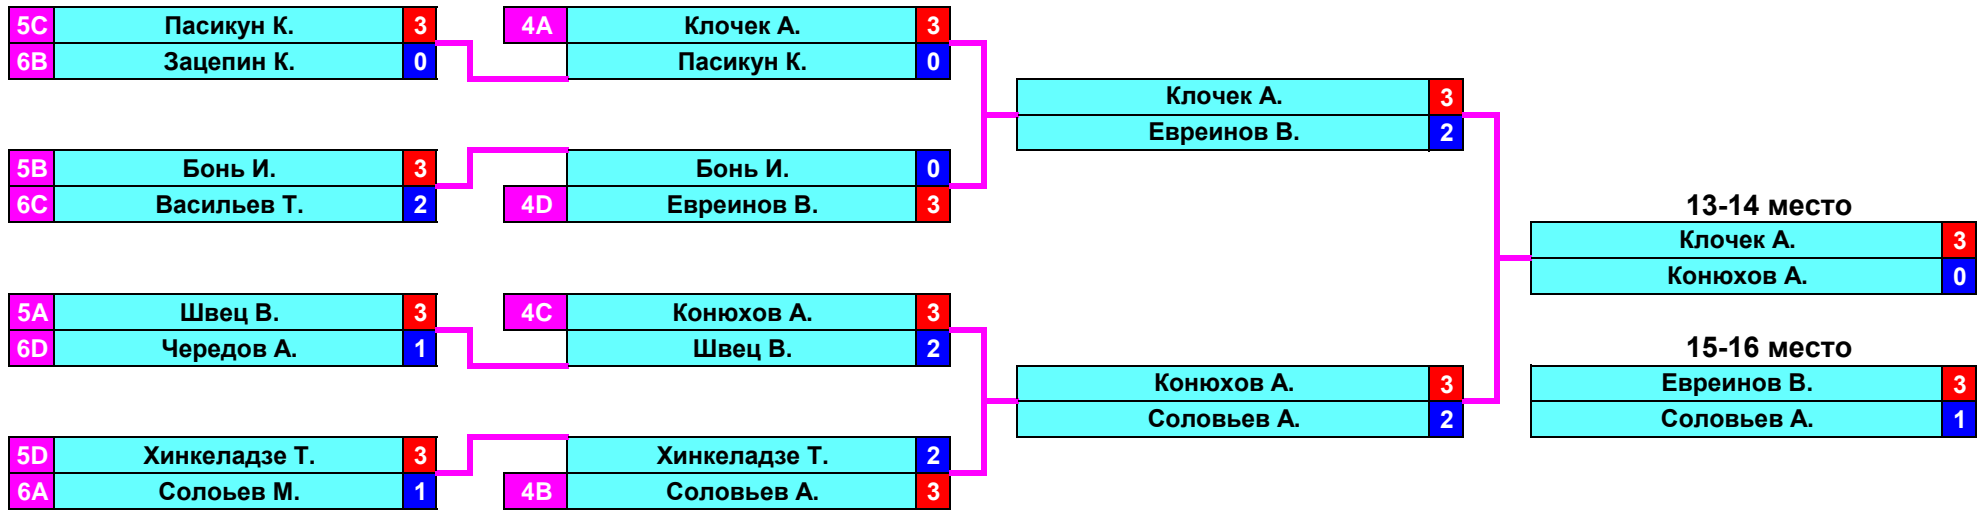 5C Пасикун К. 3
6B Зацепин К. 0
4A Клочек А. 3
Пасикун К. 0
Клочек А. 3
Евреинов В. 2
5B Бонь И. 3
6C Васильев Т. 2
Бонь И. 0
4D Евреинов В. 3
13-14 место
Клочек А. 3
Конюхов А. 0
5A Швец В. 3
6D Чередов А. 1
4C Конюхов А. 3
Швец В. 2
15-16 место
Конюхов А. 3
Соловьев А. 2
Евреинов В. 3
Соловьев А. 1
5D Хинкеладзе Т. 3
6A Солоьев М. 1
Хинкеладзе Т. 2
4B Соловьев А. 3